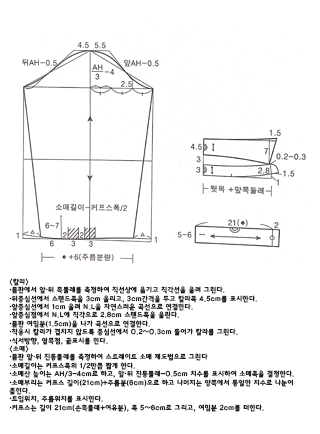 4.5 5.5
뒤AH-0.5
앞AH-0.5
AH/3-4
2.5
소매길이-커프스폭/2
6-7
1
1
6
2
3
2
3
●+6(주름분량)
1.5
4.5
7
0.2-0.3
3
3
2.8
1.5
1
뒷목+앞목둘레
21(●)
2
5-6
<칼라>
•몸판에서 앞·뒤 목둘레를 측정하여 직선상에 옮기고 직각선을 올려 그린다.
•뒤중심선에서 스탠드폭을 3cm 올리고, 3cm간격을 두고 칼라폭 4.5cm를 표시한다.
•앞중심선에서 1cm 올려 N.L을 자연스러운 곡선으로 연결한다.
•앞중심점에서 N.L에 직각으로 2.8cm 스탠드폭을 올린다.
•몸판 여밈분(1.5cm)을 나가 곡선으로 연결한다.
•착용시 칼라가 겹치지 않도록 중심선에서 0.2~0.3cm 들어가 칼라를 그린다.
•식서방향, 옆목점, 골표시를 한다.
<소매>
•몸판 앞·뒤 진동둘레를 측정하여 스트레이트 소매 제도법으로 그린다
•소매길이는 커프스폭의 1/2만큼 짧게 한다.
•소매산 높이는 AH/3-4cm로 하고, 앞·뒤 진동둘레-0.5cm 치수를 표시하여 소매폭을 결정한다.
•소매부리는 커프스 길이(21cm)+주름분(6cm)으로 하고 나머지는 양쪽에서 동일한 치수로 나눠어
줄인다.
•트임위치, 주름위치를 표시한다.
•커프스는 길이 21cm(손목둘레+여유분), 폭 5~6cm로 그리고, 여밈분 2cm를 더한다.